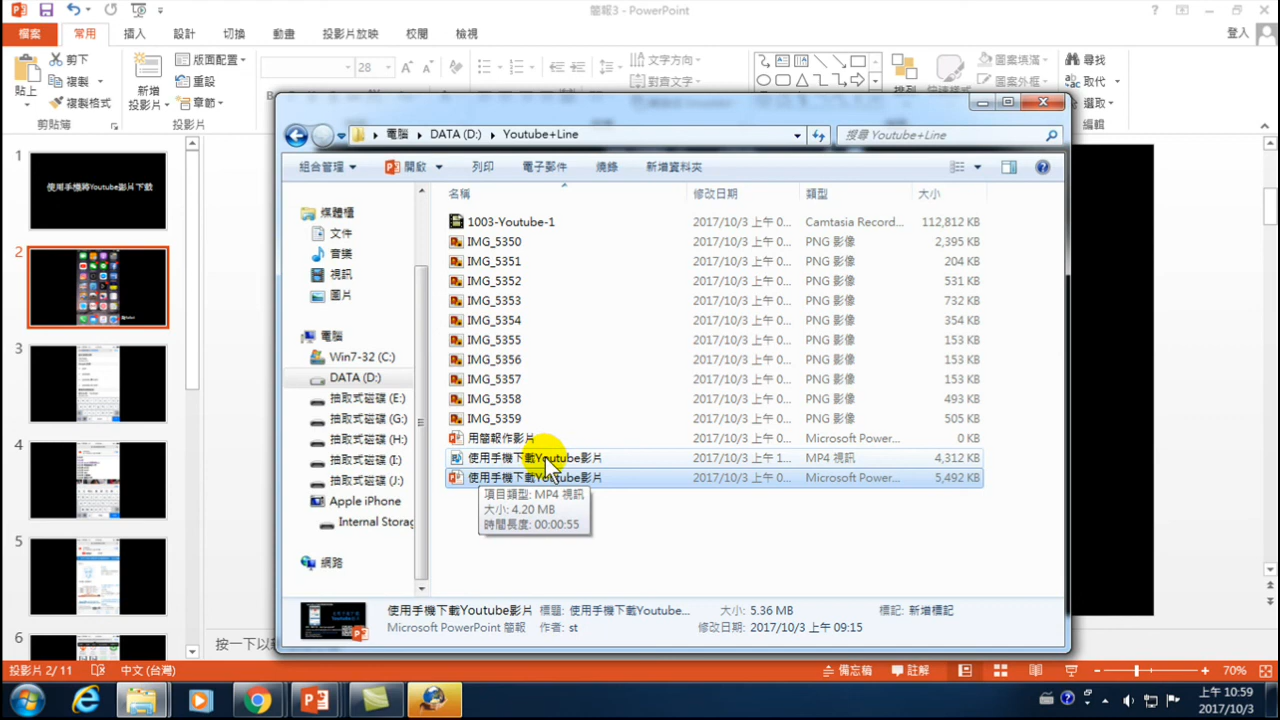 簡報3 - PowerPoint
檔案 常用 插入 設計 切換 動畫 投影片放映 校閱 檢視 登入
貼上 剪下 複製 複製格式 剪貼簿
新增 投影片 版面配置 重設 章節 投影片
28 文字方向 對齊文字
排列 快速樣式 圖案填滿 圖案外框
尋找 取代 選取 編輯
電腦 DATA (D:) Youtube+Line 搜尋 Youtube+Line
組合管理 開啟 列印 電子郵件 燒錄 新增資料夾
名稱 修改日期 類型 大小
1003-Youtube-1 2017/10/3 上午 0... Camtasia Record... 112,812 KB
IMG_5350 2017/10/3 上午 0... PNG 影像 2,395 KB
IMG_5351 2017/10/3 上午 0... PNG 影像 204 KB
IMG_5352 2017/10/3 上午 0... PNG 影像 531 KB
IMG_5353 2017/10/3 上午 0... PNG 影像 732 KB
IMG_5354 2017/10/3 上午 0... PNG 影像 354 KB
IMG_5355 2017/10/3 上午 0... PNG 影像 153 KB
IMG_5356 2017/10/3 上午 0... PNG 影像 153 KB
IMG_5357 2017/10/3 上午 0... PNG 影像 153 KB
IMG_5358 2017/10/3 上午 0... PNG 影像 493 KB
IMG_5359 2017/10/3 上午 0... PNG 影像 505 KB
用簡報作影片 2017/10/3 上午 0... Microsoft Power... 0 KB
使用手機下載Youtube影片 2017/10/3 上午 1... MP4 視訊 4,312 KB
使用手機下載Youtube影片 2017/10/3 上午 0... Microsoft Power... 5,492 KB
項目類型: MP4 視訊
大小: 4.20 MB
時間長度: 00:00:55
媒體櫃
文件
音樂
視訊
圖片
電腦
Win7-32 (C:)
DATA (D:)
抽取式磁碟 (E:)
抽取式磁碟 (G:)
抽取式磁碟 (H:)
抽取式磁碟 (I:)
抽取式磁碟 (J:)
Apple iPhone
Internal Storag
網路
使用手機下載Youtube影片 標題: 使用手機下載Youtube... 大小: 5.36 MB 標記: 新增標記
Microsoft PowerPoint 簡報 作者: st 修改日期: 2017/10/3 上午 09:15
1
使用手機將Youtube影片下載
2
3
4
5
6
按一下以
投影片 2/11 中文 (台灣) 備忘稿 註解 70%
上午 10:59
2017/10/3